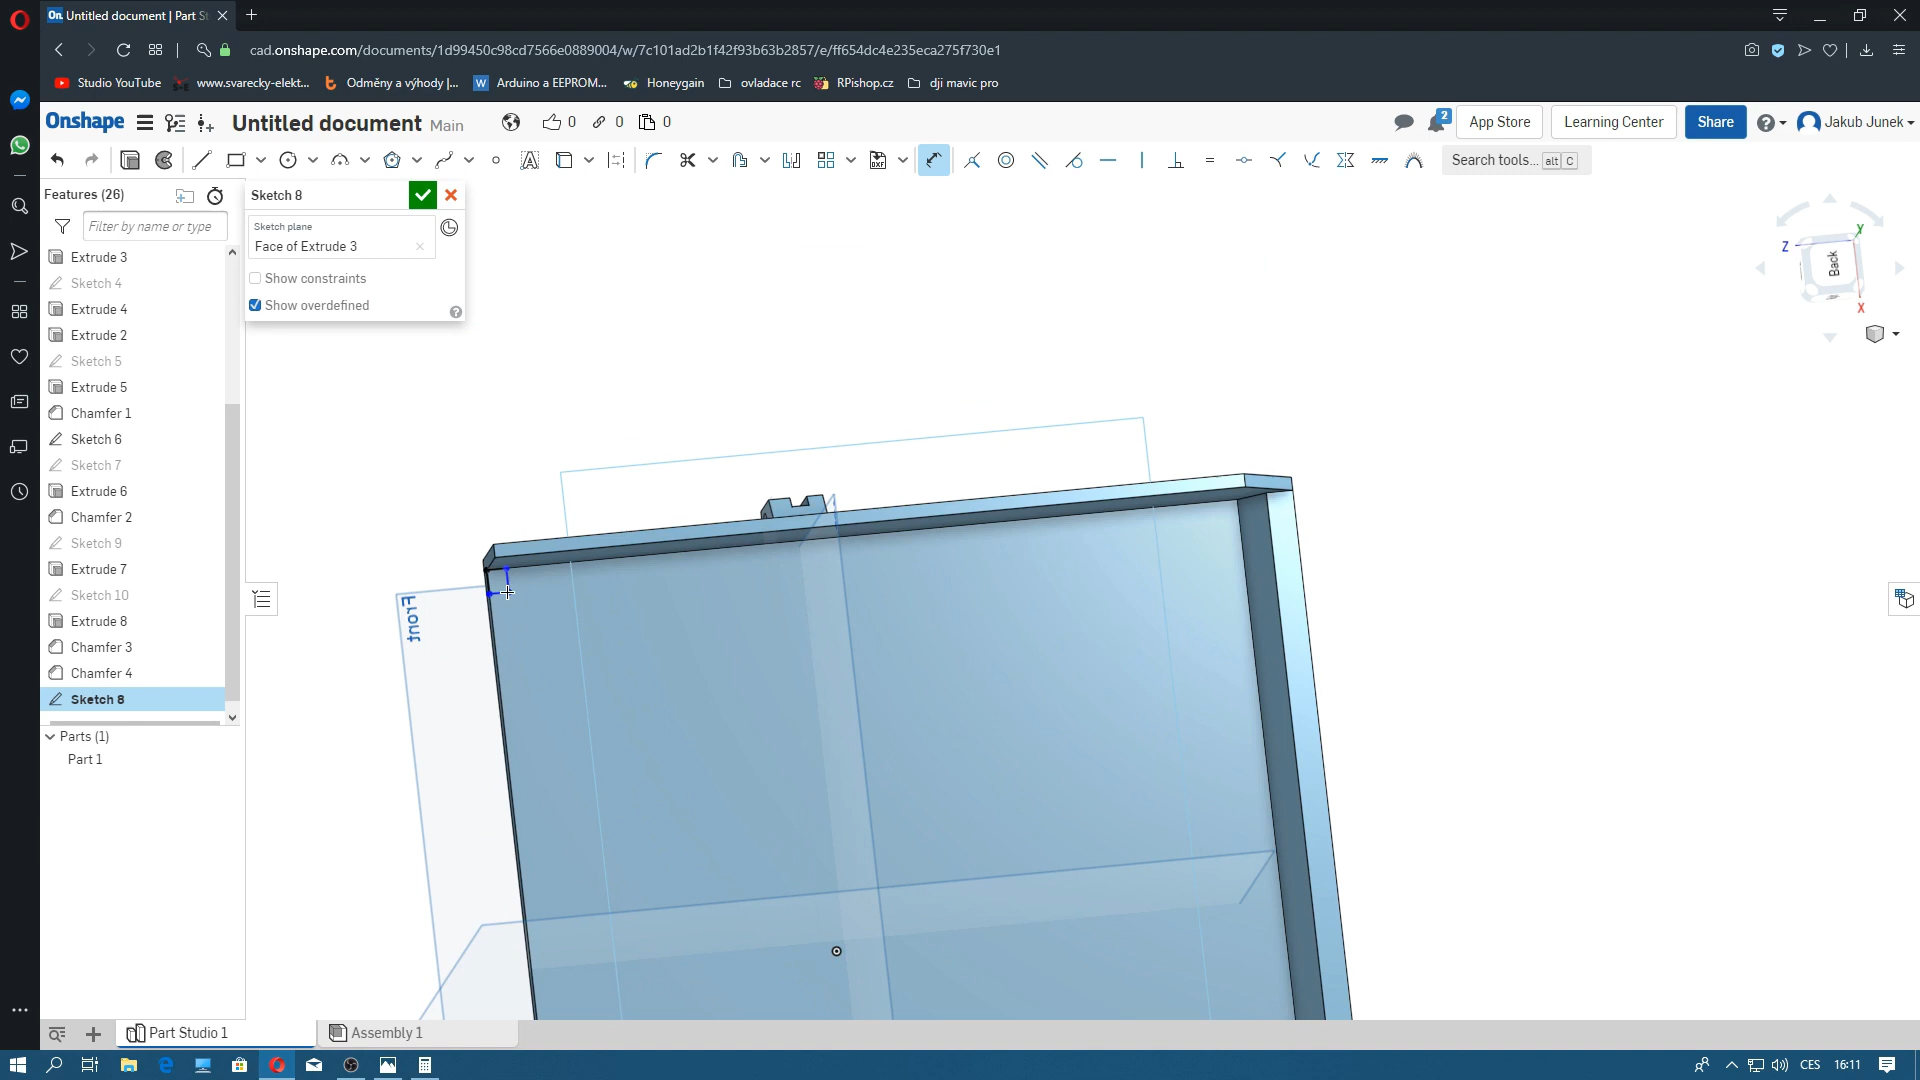 On Untitled document | Part St
cad.onshape.com/documents/1d99450c98cd7566e0889004/w/7c101ad2b1f42f93b63b2857/e/ff654dc4e235eca275f730e1
Studio YouTube www.svarecky-elekt... Odměny a výhody |... W Arduino a EEPROM... Honeygain ovladace rc RPishop.cz dji mavic pro
Onshape Untitled document Main 0 0 0 2 App Store Learning Center Share Jakub Junek
Search tools... alt C
Features (26)
Filter by name or type
Extrude 3
Sketch 4
Extrude 4
Extrude 2
Sketch 5
Extrude 5
Chamfer 1
Sketch 6
Sketch 7
Extrude 6
Chamfer 2
Sketch 9
Extrude 7
Sketch 10
Extrude 8
Chamfer 3
Chamfer 4
Sketch 8
Parts (1)
Part 1
Sketch 8
Sketch plane
Face of Extrude 3
Show constraints
Show overdefined
Z
Y
Back
X
Front
Part Studio 1 Assembly 1
CES 16:11